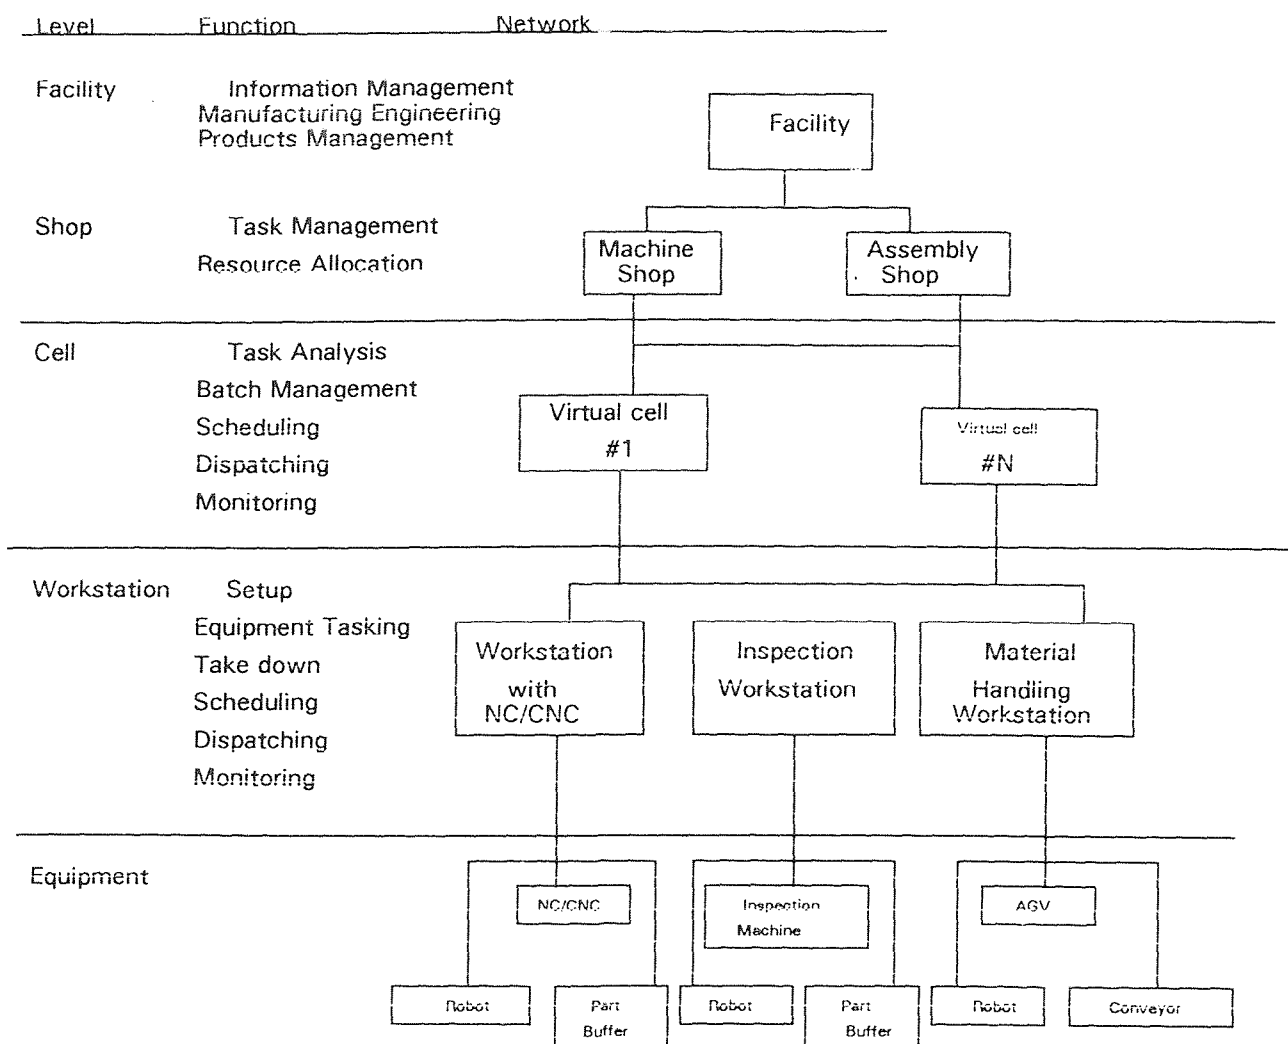 Level Function Network
Facility Information Management
Manufacturing Engineering
Products Management
Facility
Shop Task Management
Resource Allocation
Machine
Shop
Assembly
Shop
Cell Task Analysis
Batch Management
Scheduling
Dispatching
Monitoring
Virtual cell
#1
Virtual cell
#N
Workstation Setup
Equipment Tasking
Take down
Scheduling
Dispatching
Monitoring
Workstation
with
NC/CNC
Inspection
Workstation
Material
Handling
Workstation
Equipment
NC/CNC
Inspection
Machine
AGV
Robot
Part
Buffer
Robot
Part
Buffer
Robot
Conveyor